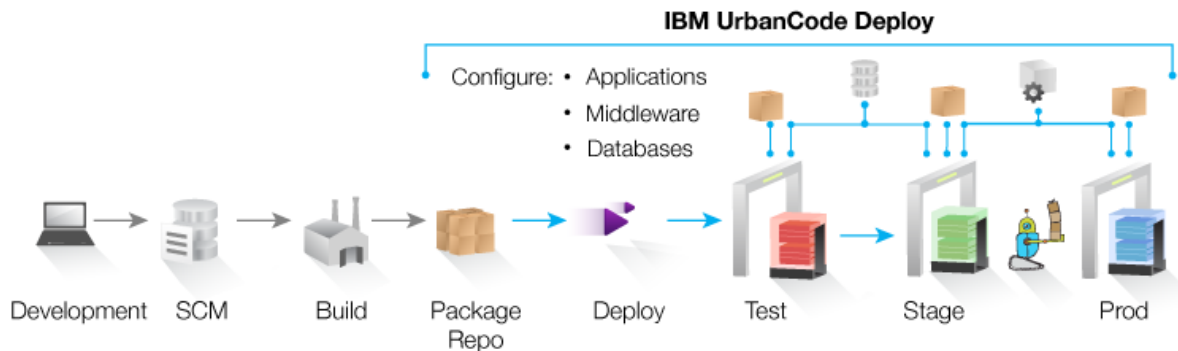 IBM UrbanCode Deploy
Configure: • Applications
• Middleware
• Databases
Development
SCM
Build
Package
Repo
Deploy
Test
Stage
Prod